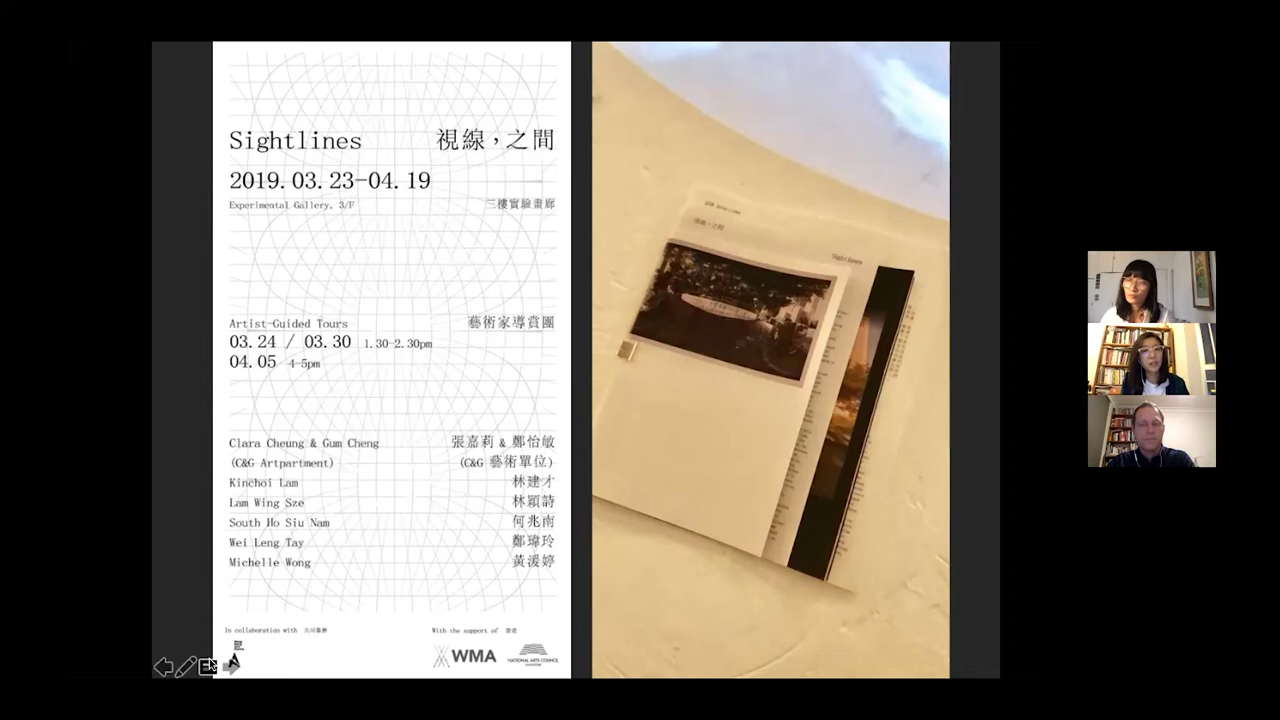 Sightlines 視線，之間
2019.03.23-04.19
Experimental Gallery, 3/F 三樓實驗畫廊
Artist-Guided Tours 藝術家導賞團
03.24 / 03.30 1.30-2.30pm
04.05 4-5pm
Clara Cheung & Gum Cheng 張嘉莉 & 鄭怡敏
(C&G Artpartment) (C&G 藝術單位)
Kinchoi Lam 林建才
Lam Wing Sze 林穎詩
South Ho Siu Nam 何兆南
Wei Leng Tay 鄭瑋玲
Michelle Wong 黃湲婷
In collaboration with
With the support of
WMA
NATIONAL ARTS COUNCIL
視線，之間
Sightlines